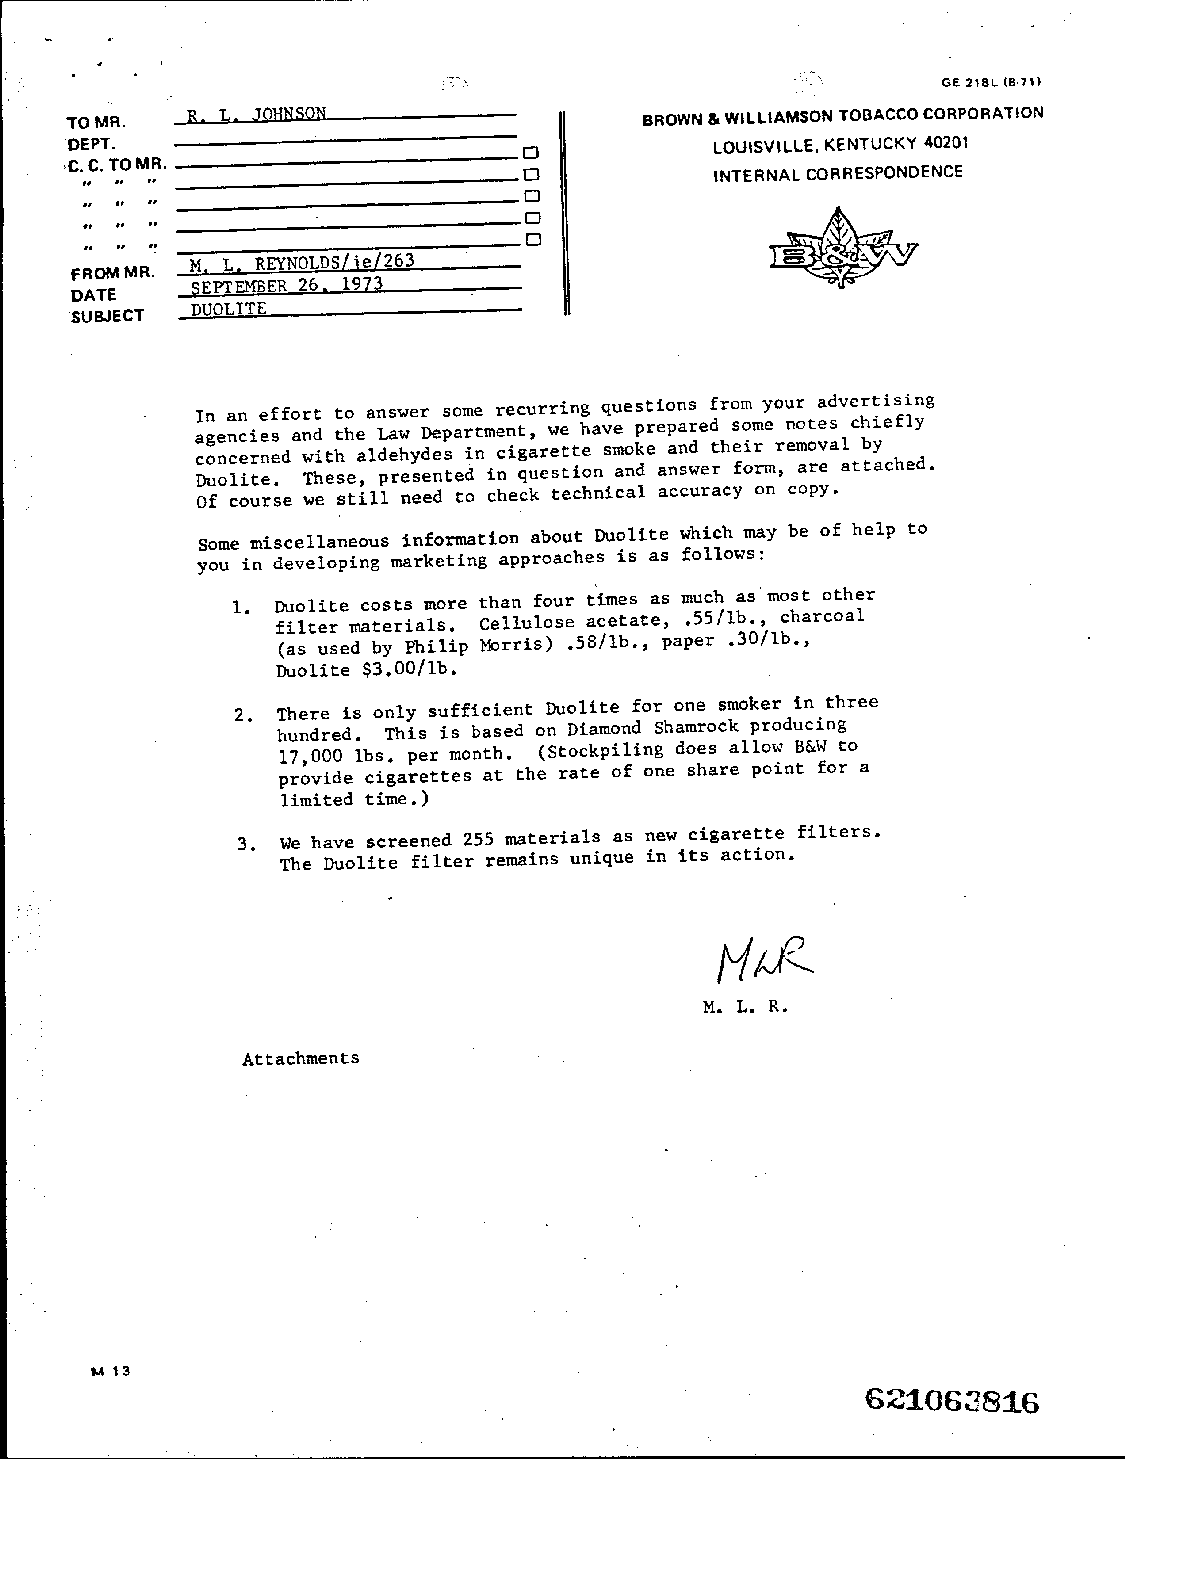 GE 218L (8-71)
TO MR. R. L. JOHNSON
DEPT.
C. C. TO MR.
" " "
" " "
" " "
" " "
FROM MR. M. L. REYNOLDS/ie/263
DATE SEPTEMBER 26, 1973
SUBJECT DUOLITE
BROWN & WILLIAMSON TOBACCO CORPORATION
LOUISVILLE, KENTUCKY 40201
INTERNAL CORRESPONDENCE
B&W
In an effort to answer some recurring questions from your advertising
agencies and the Law Department, we have prepared some notes chiefly
concerned with aldehydes in cigarette smoke and their removal by
Duolite. These, presented in question and answer form, are attached.
Of course we still need to check technical accuracy on copy.
Some miscellaneous information about Duolite which may be of help to
you in developing marketing approaches is as follows:
1. Duolite costs more than four times as much as most other
filter materials. Cellulose acetate, .55/lb., charcoal
(as used by Philip Morris) .58/lb., paper .30/lb.,
Duolite $3.00/lb.
2. There is only sufficient Duolite for one smoker in three
hundred. This is based on Diamond Shamrock producing
17,000 lbs. per month. (Stockpiling does allow B&W to
provide cigarettes at the rate of one share point for a
limited time.)
3. We have screened 255 materials as new cigarette filters.
The Duolite filter remains unique in its action.
MLR
M. L. R.
Attachments
M 13
621063816